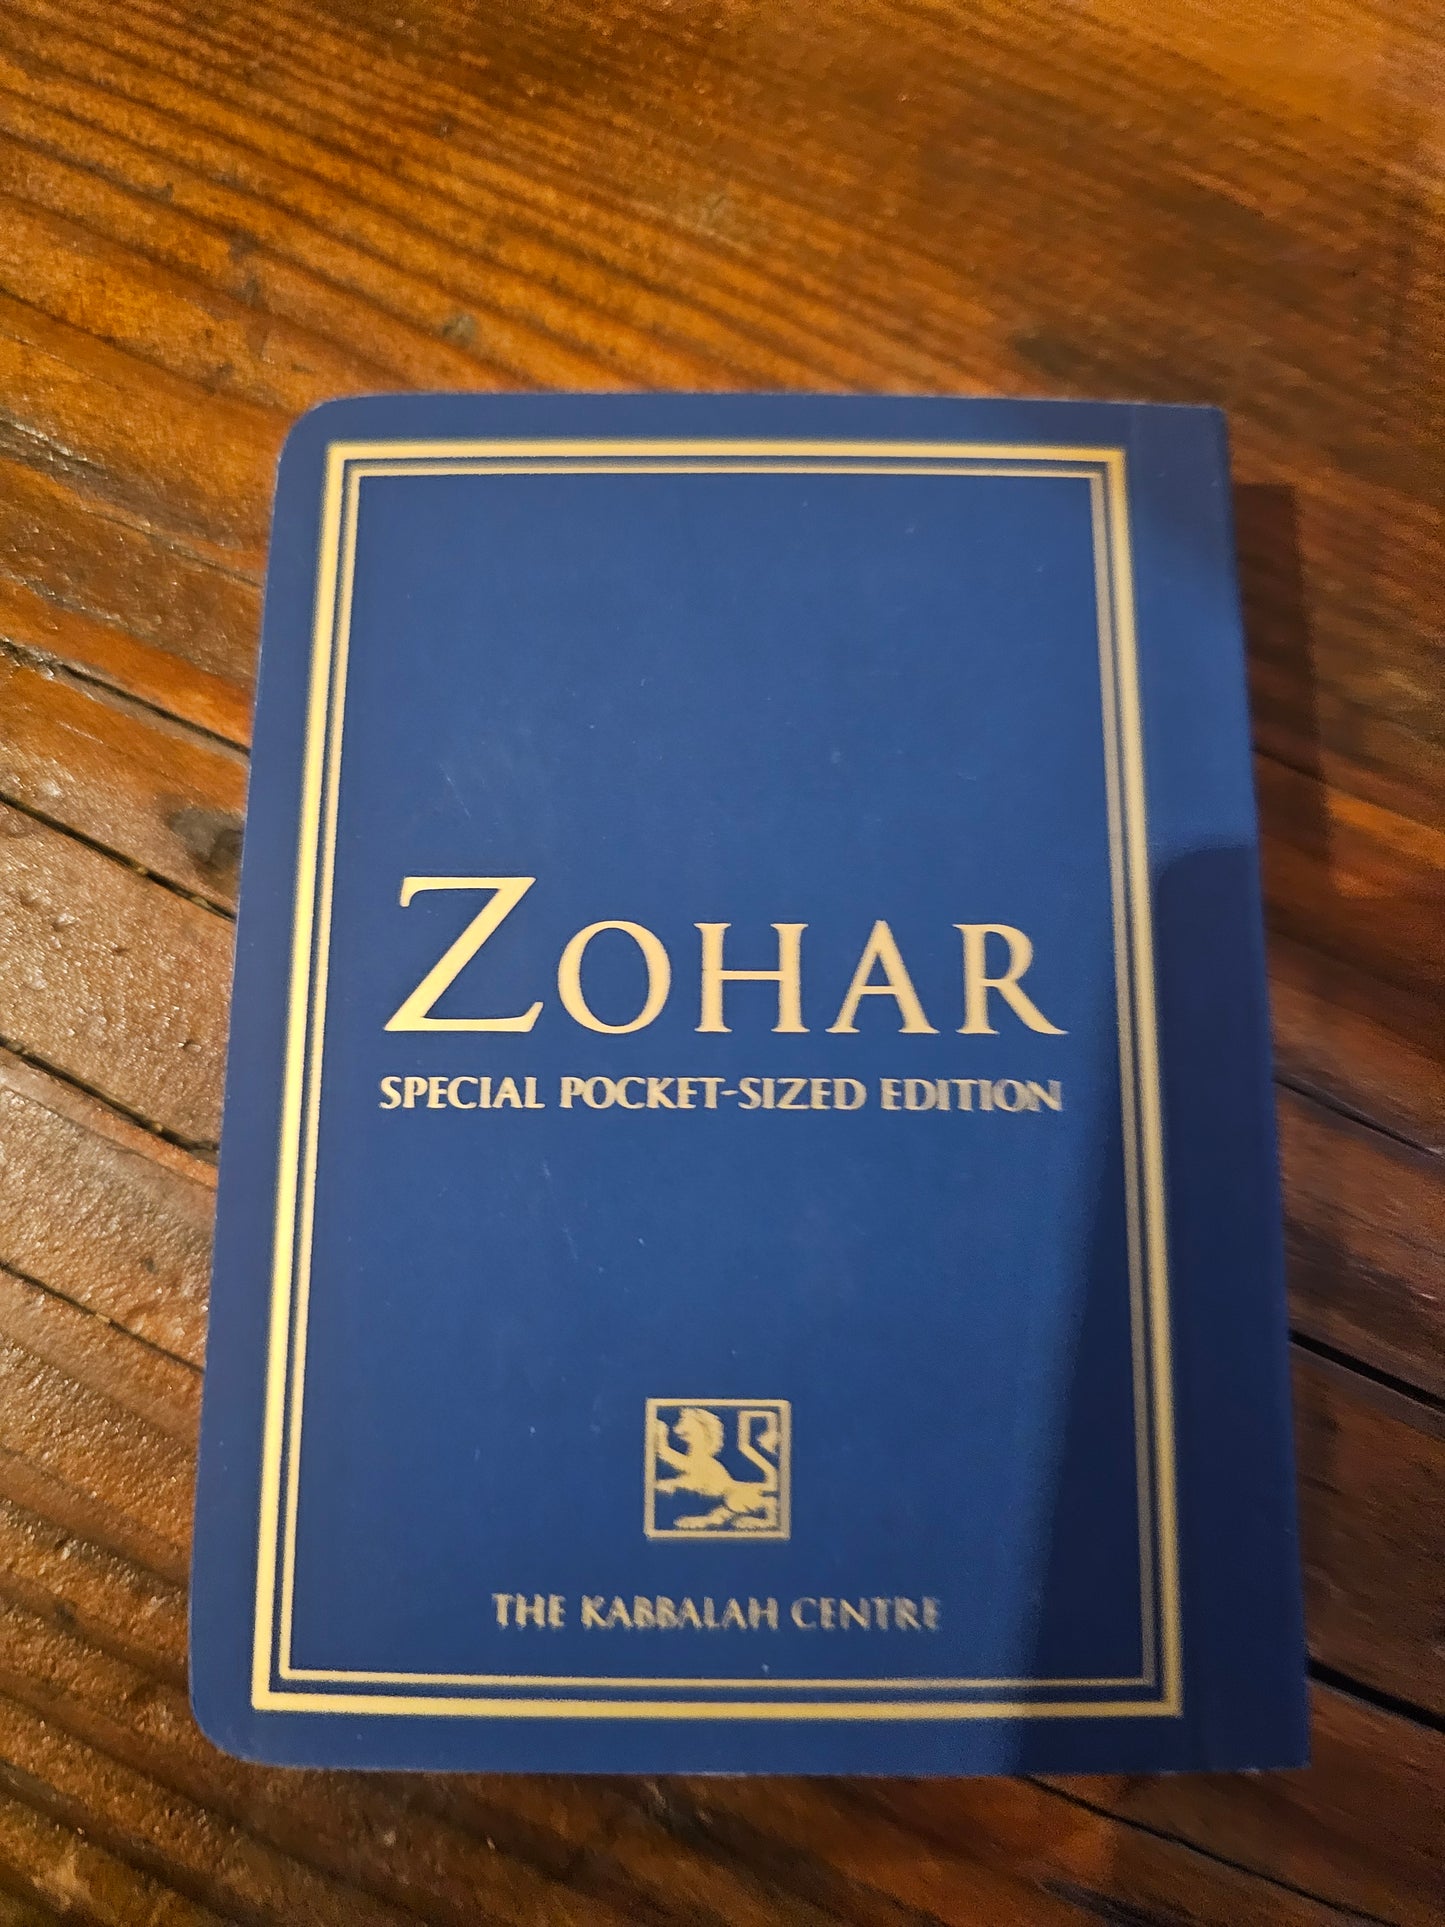 ZOHAR
SPECIAL POCKET-SIZED EDITION
THE KABBALAH CENTRE